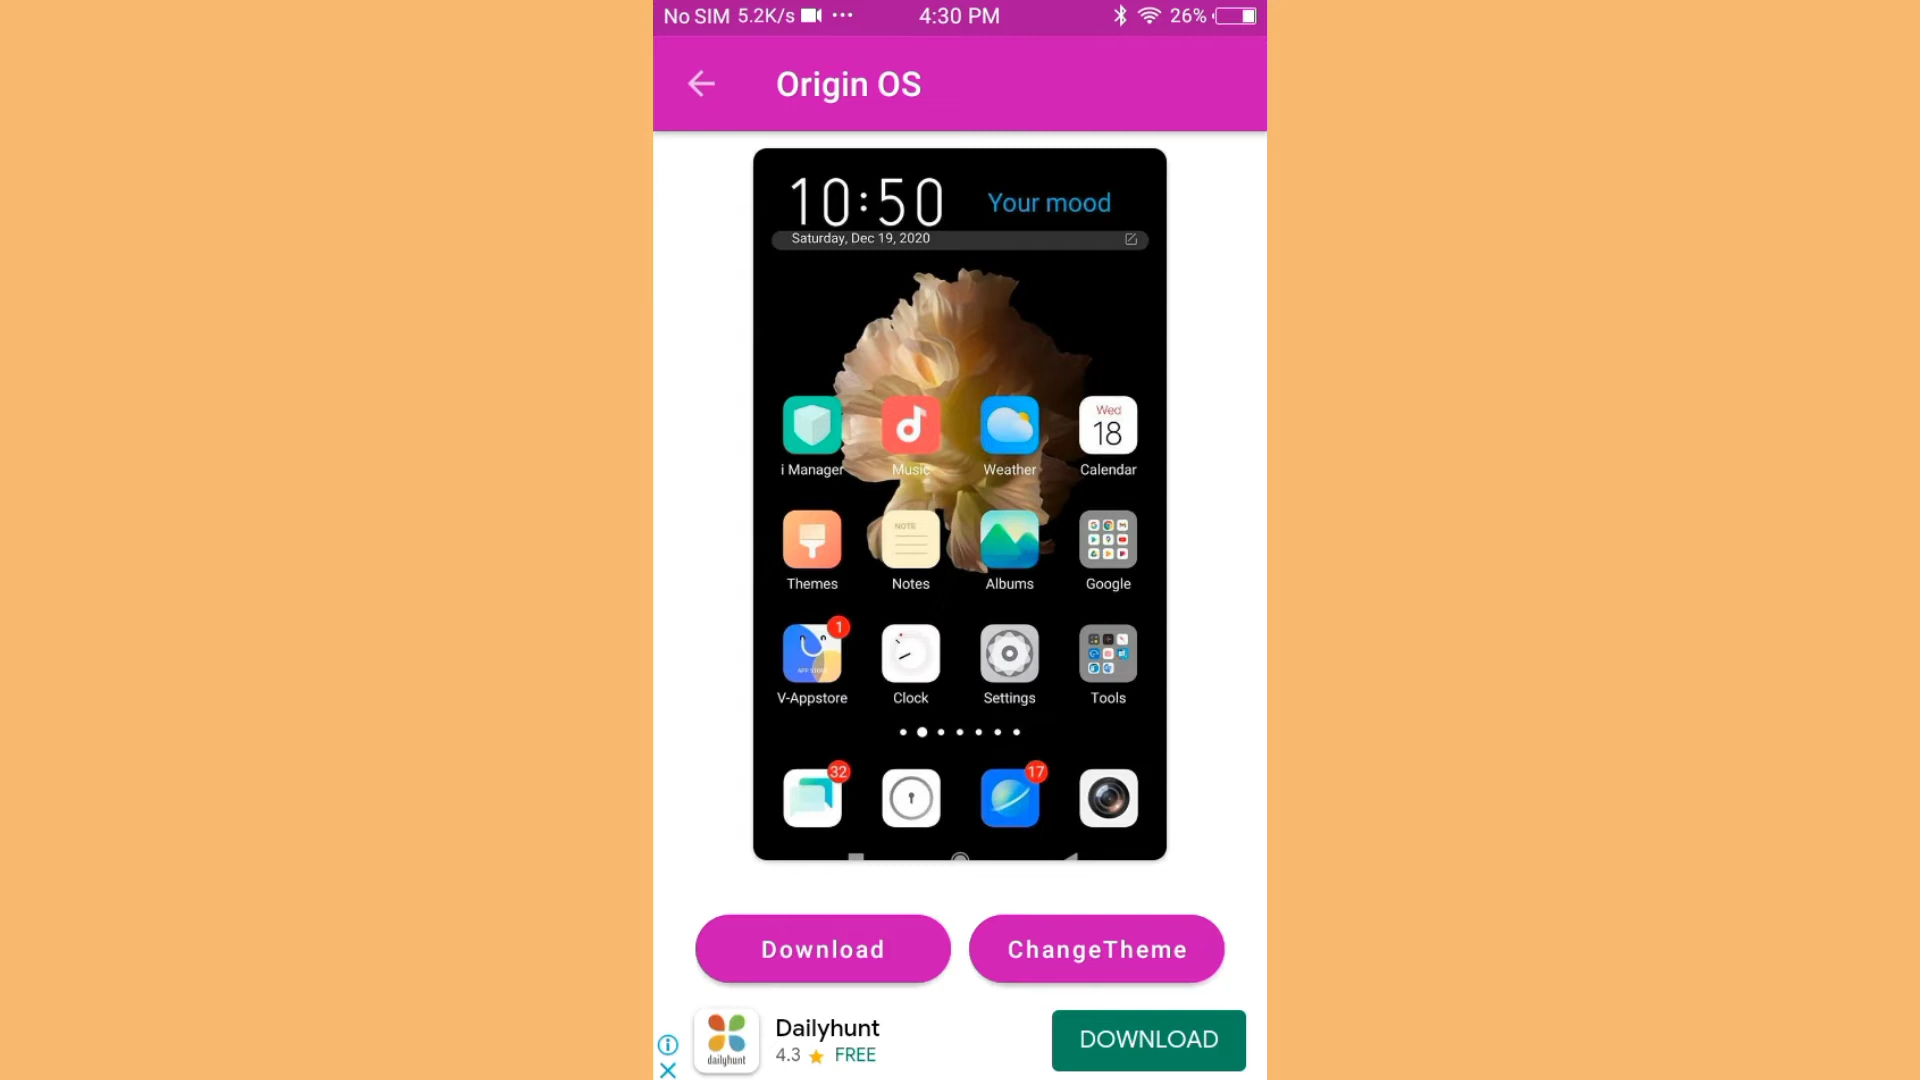 No SIM 5.2K/s 4:30 PM 26%
Origin OS
10:50 Your mood
Saturday, Dec 19, 2020
Wed
18
i Manager Music Weather Calendar
NOTE
Themes Notes Albums Google
1
APP STORE
V-Appstore Clock Settings Tools
32 17
Download ChangeTheme
Dailyhunt
4.3 FREE
dailyhunt
DOWNLOAD